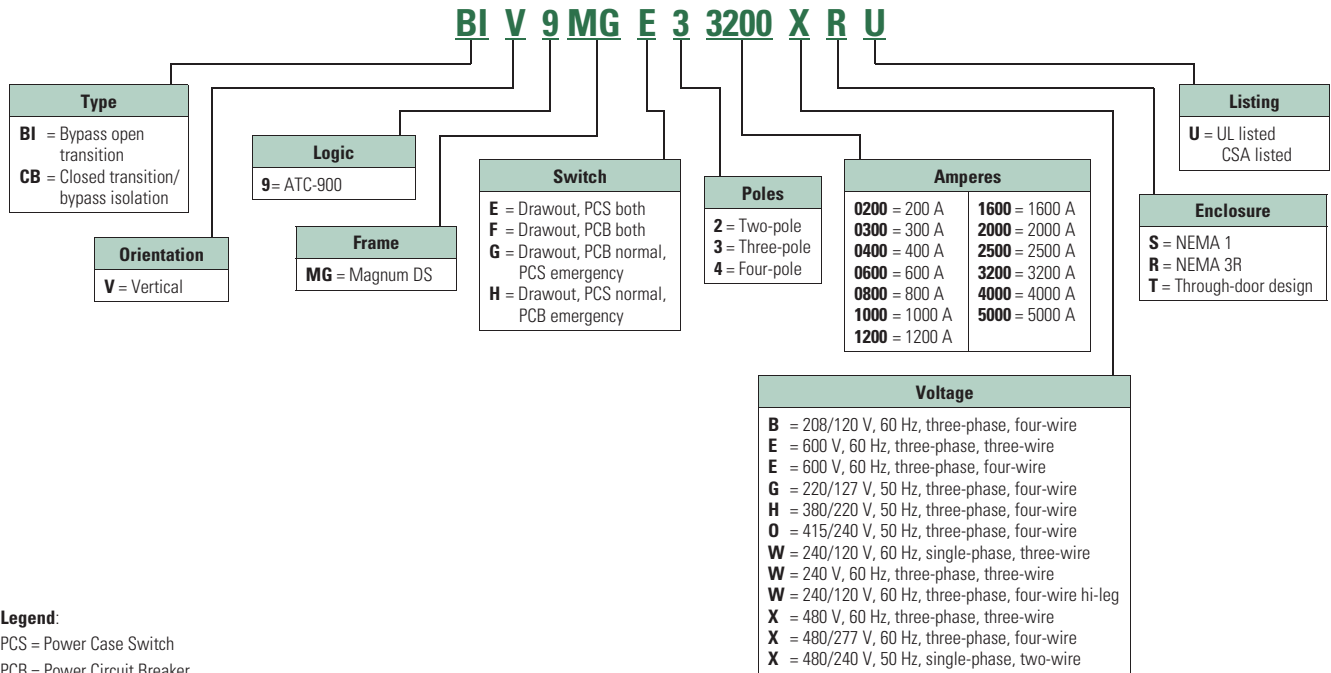 BI V 9 MG E 3 3200 X R U
Type
BI = Bypass open
transition
CB = Closed transition/
bypass isolation
Orientation
V = Vertical
Logic
9 = ATC-900
Frame
MG = Magnum DS
Switch
E = Drawout, PCS both
F = Drawout, PCB both
G = Drawout, PCB normal,
PCS emergency
H = Drawout, PCS normal,
PCB emergency
Poles
2 = Two-pole
3 = Three-pole
4 = Four-pole
Amperes
0200 = 200 A
0300 = 300 A
0400 = 400 A
0600 = 600 A
0800 = 800 A
1000 = 1000 A
1200 = 1200 A
1600 = 1600 A
2000 = 2000 A
2500 = 2500 A
3200 = 3200 A
4000 = 4000 A
5000 = 5000 A
Voltage
B = 208/120 V, 60 Hz, three-phase, four-wire
E = 600 V, 60 Hz, three-phase, three-wire
E = 600 V, 60 Hz, three-phase, four-wire
G = 220/127 V, 50 Hz, three-phase, four-wire
H = 380/220 V, 50 Hz, three-phase, four-wire
O = 415/240 V, 50 Hz, three-phase, four-wire
W = 240/120 V, 60 Hz, single-phase, three-wire
W = 240 V, 60 Hz, three-phase, three-wire
W = 240/120 V, 60 Hz, three-phase, four-wire hi-leg
X = 480 V, 60 Hz, three-phase, three-wire
X = 480/277 V, 60 Hz, three-phase, four-wire
X = 480/240 V, 50 Hz, single-phase, two-wire
Enclosure
S = NEMA 1
R = NEMA 3R
T = Through-door design
Listing
U = UL listed
CSA listed
Legend:
PCS = Power Case Switch
PCB = Power Circuit Breaker